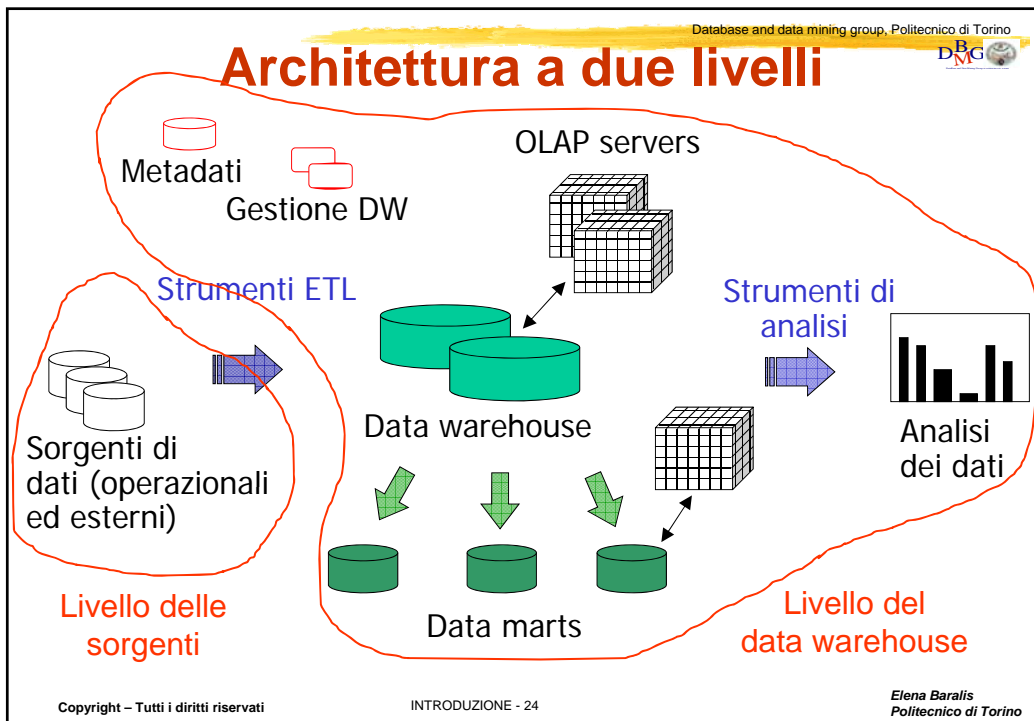 Database and data mining group, Politecnico di Torino
DBMG
Architettura a due livelli
OLAP servers
Metadati
Gestione DW
Strumenti ETL
Strumenti di
analisi
Sorgenti di
dati (operazionali
ed esterni)
Data warehouse
Analisi
dei dati
Livello delle
sorgenti
Data marts
Livello del
data warehouse
Copyright – Tutti i diritti riservati
INTRODUZIONE - 24
Elena Baralis
Politecnico di Torino